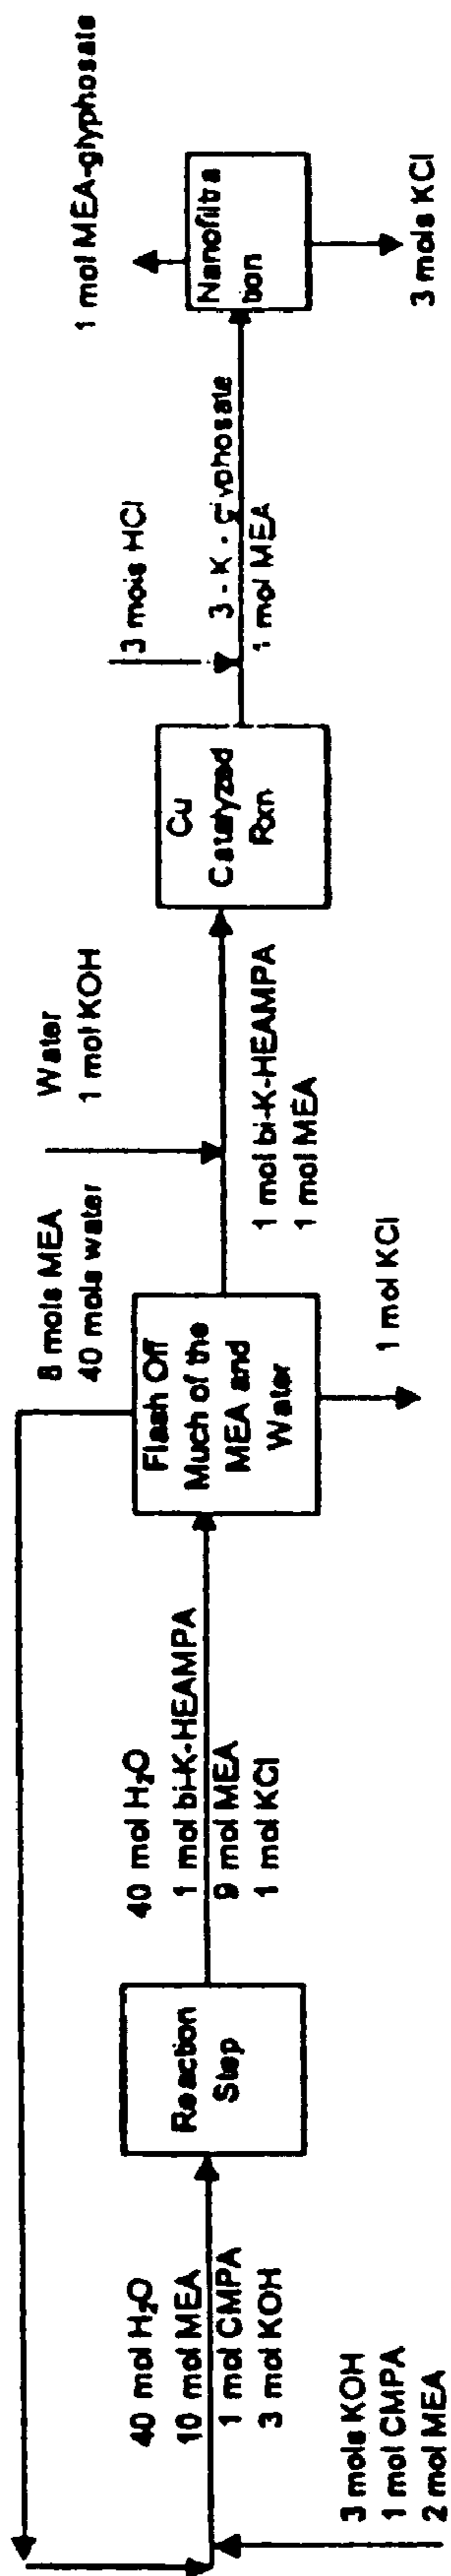 3 mols KOH
1 mol CMPA
2 mol MEA
40 mol H₂O
10 mol MEA
1 mol CMPA
3 mol KOH
Reaction
Step
40 mol H₂O
1 mol bi-K-HEAMPA
9 mol MEA
1 mol KCl
Flash Off
Much of the
MEA and
Water
8 mols MEA
40 mols water
1 mol KCl
Water
1 mol KOH
1 mol bi-K-HEAMPA
1 mol MEA
Cu
Catalyzed
Rxn
3 mols HCl
3 - K - glyphosate
1 mol MEA
Nanofiltra
tion
1 mol MEA-glyphosate
3 mols KCl